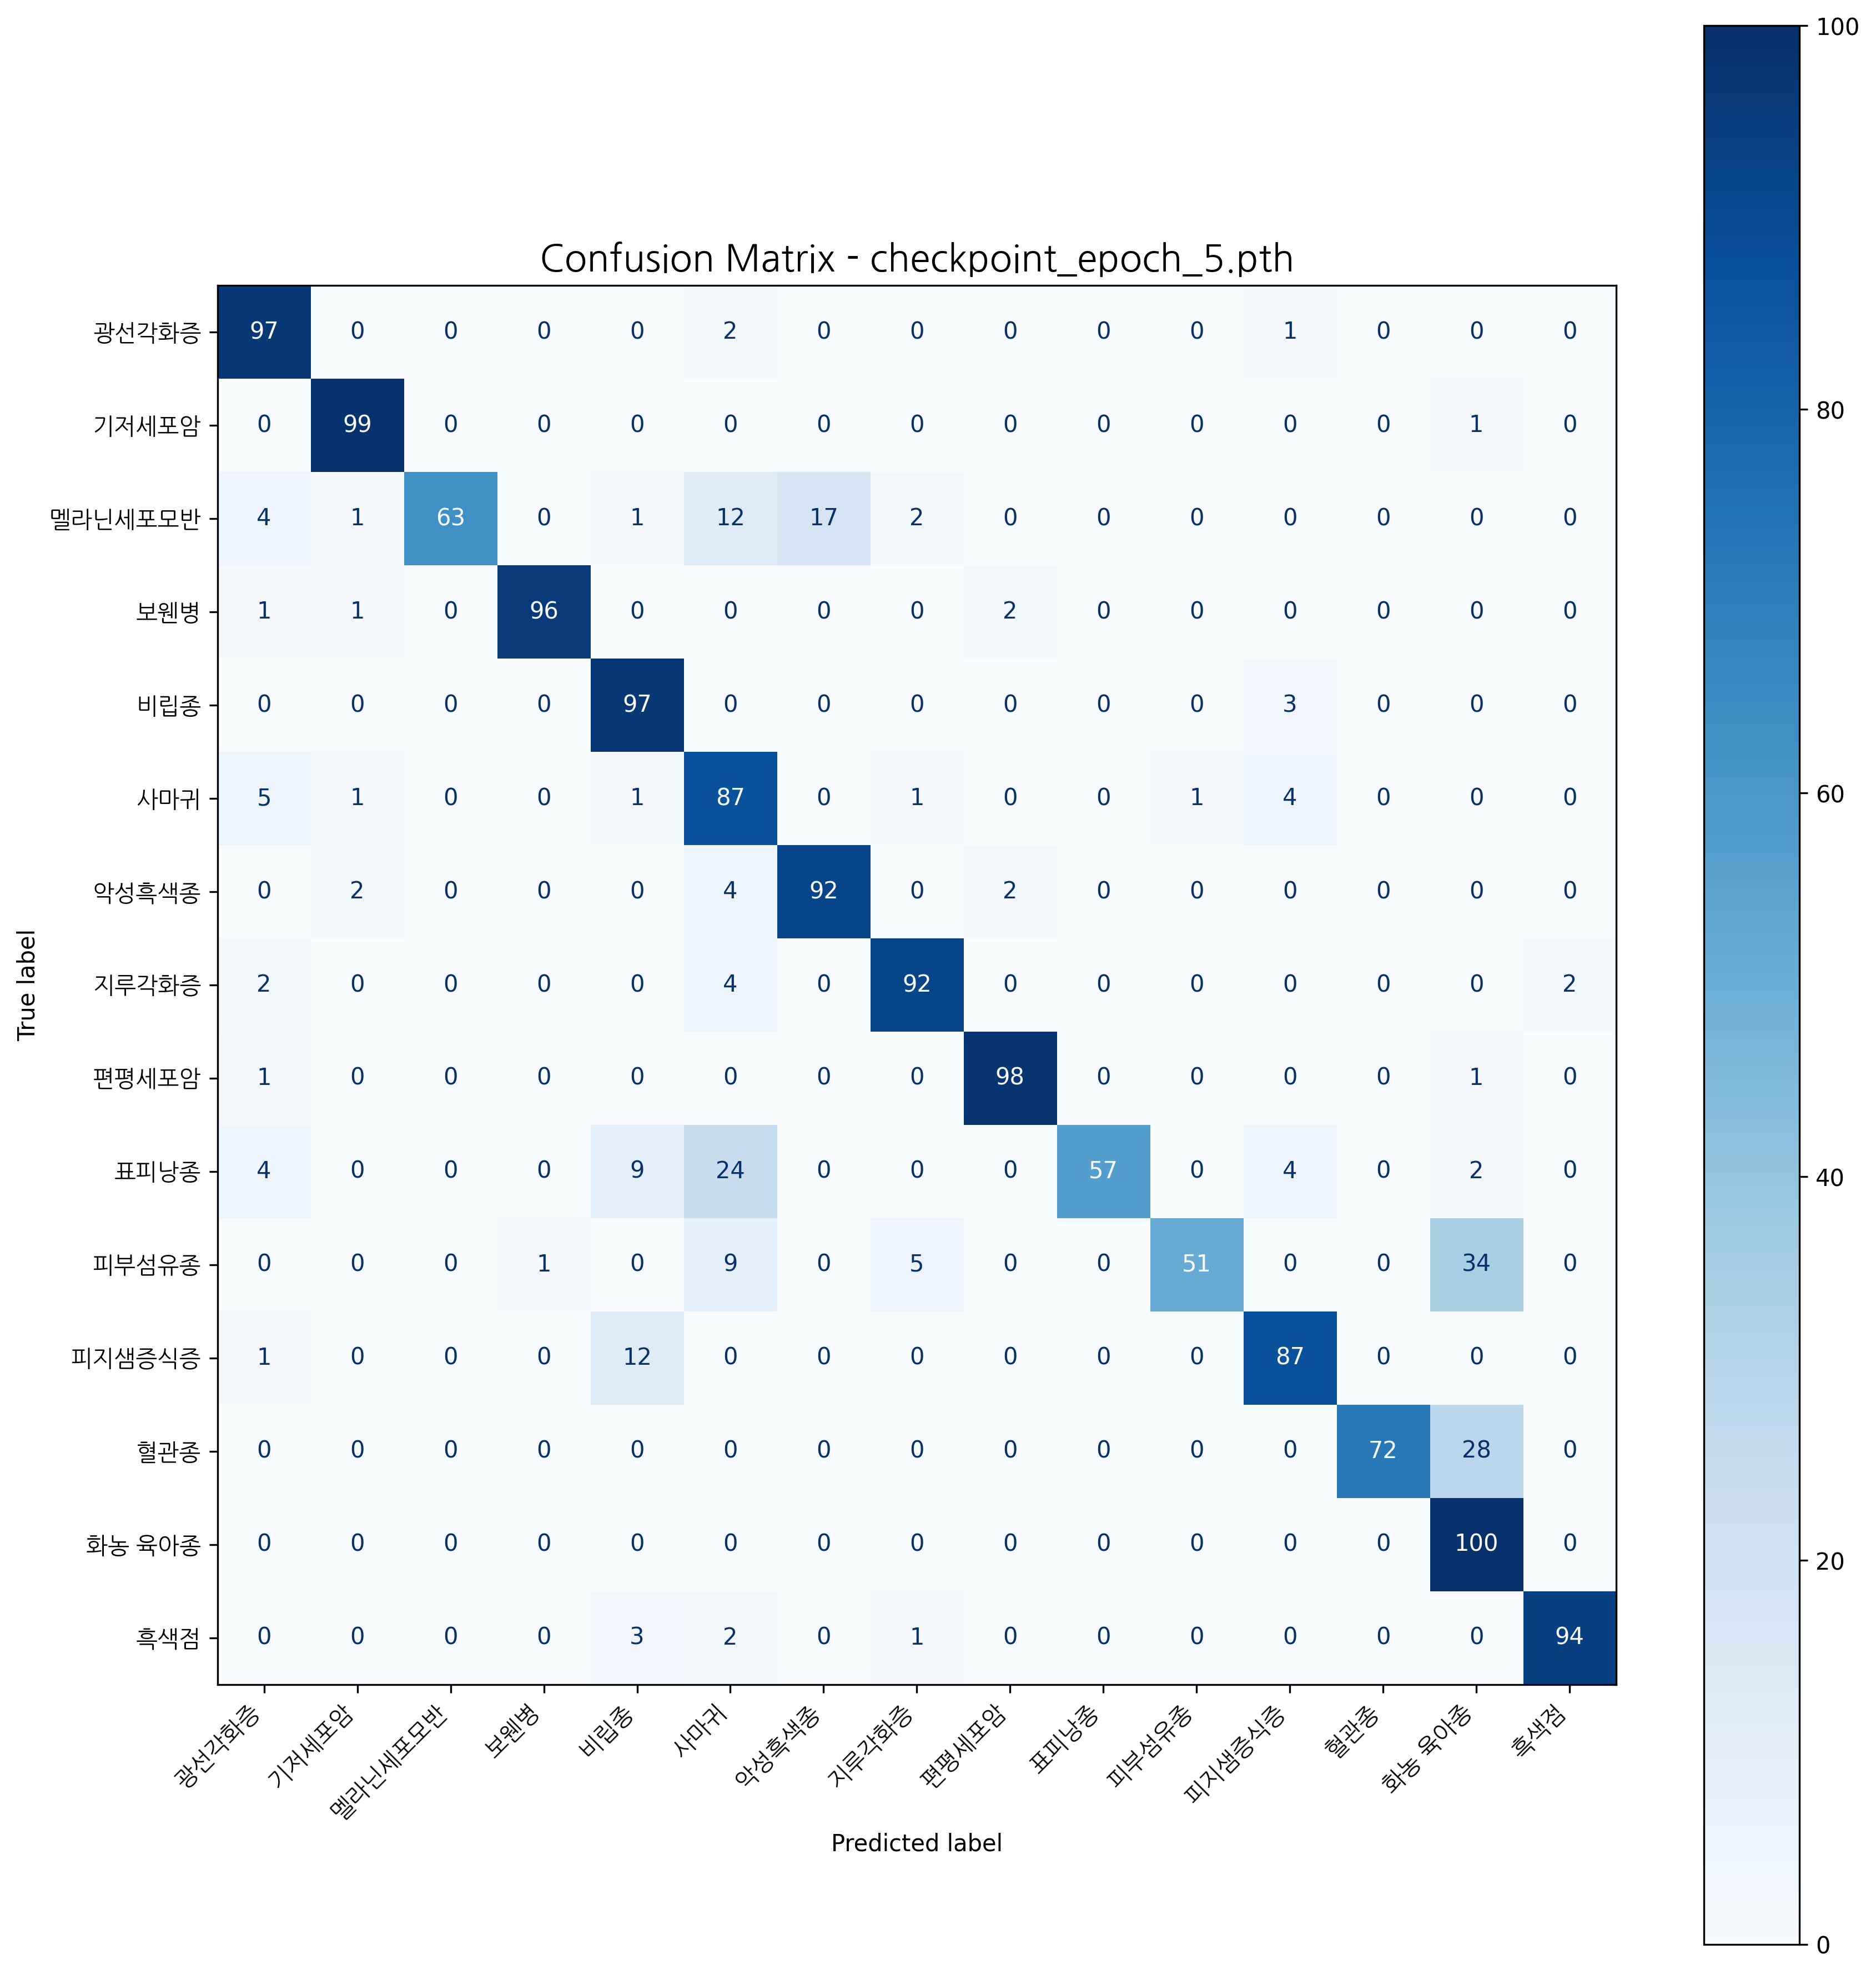 Confusion Matrix - checkpoint_epoch_5.pth
True label
광선각화증 97 0 0 0 0 2 0 0 0 0 0 1 0 0 0
기저세포암 0 99 0 0 0 0 0 0 0 0 0 0 0 1 0
멜라닌세포모반 4 1 63 0 1 12 17 2 0 0 0 0 0 0 0
보웬병 1 1 0 96 0 0 0 0 2 0 0 0 0 0 0
비립종 0 0 0 0 97 0 0 0 0 0 0 3 0 0 0
사마귀 5 1 0 0 1 87 0 1 0 0 1 4 0 0 0
악성흑색종 0 2 0 0 0 4 92 0 2 0 0 0 0 0 0
지루각화증 2 0 0 0 0 4 0 92 0 0 0 0 0 0 2
편평세포암 1 0 0 0 0 0 0 0 98 0 0 0 0 1 0
표피낭종 4 0 0 0 9 24 0 0 0 57 0 4 0 2 0
피부섬유종 0 0 0 1 0 9 0 5 0 0 51 0 0 34 0
피지샘증식증 1 0 0 0 12 0 0 0 0 0 0 87 0 0 0
혈관종 0 0 0 0 0 0 0 0 0 0 0 0 72 28 0
화농 육아종 0 0 0 0 0 0 0 0 0 0 0 0 0 100 0
흑색점 0 0 0 0 3 2 0 1 0 0 0 0 0 0 94
광선각화증 기저세포암 멜라닌세포모반 보웬병 비립종 사마귀 악성흑색종 지루각화증 편평세포암 표피낭종 피부섬유종 피지샘증식증 혈관종 화농 육아종 흑색점
Predicted label
100
80
60
40
20
0